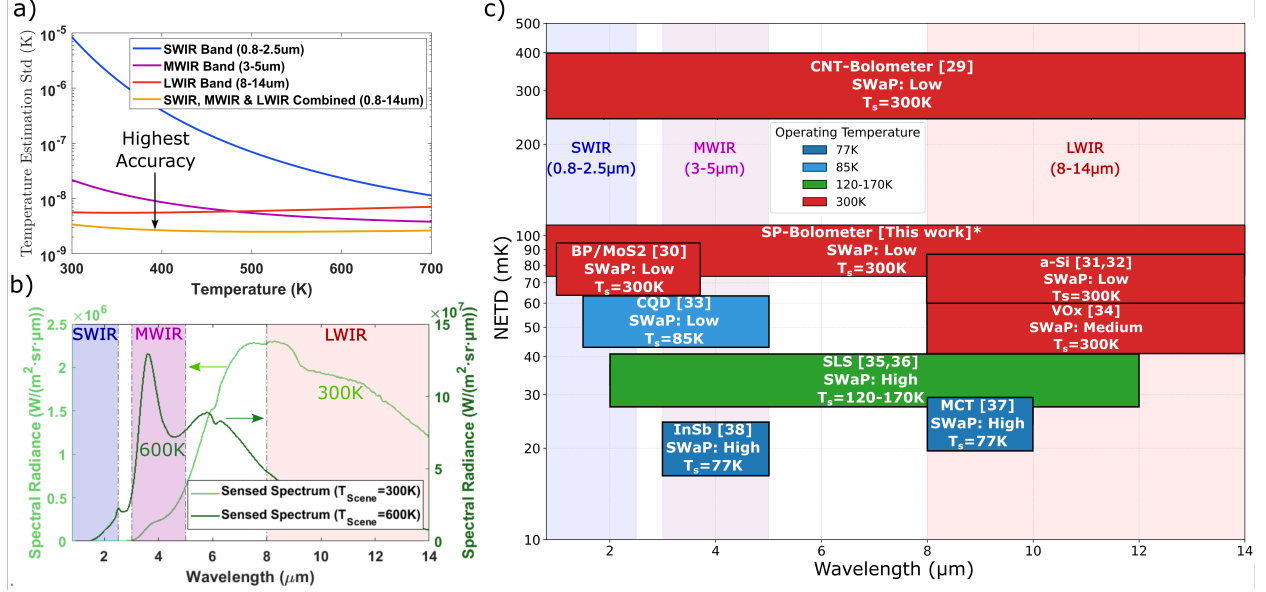 a)
Temperature Estimation Std (K)
10^-5
10^-6
10^-7
10^-8
10^-9
SWIR Band (0.8-2.5um)
MWIR Band (3-5um)
LWIR Band (8-14um)
SWIR, MWIR & LWIR Combined (0.8-14um)
Highest
Accuracy
300
400
500
600
700
Temperature (K)
b)
×10^6
×10^7
Spectral Radiance (W/(m²·sr·μm))
2.5
2
1.5
1
0.5
0
SWIR
MWIR
LWIR
300K
600K
Sensed Spectrum (T_Scene=300K)
Sensed Spectrum (T_Scene=600K)
15
10
5
0
Spectral Radiance (W/(m²·sr·μm))
2
4
6
8
10
12
14
Wavelength (μm)
c)
NETD (mK)
500
400
300
200
100
90
80
70
60
50
40
30
20
10
CNT-Bolometer [29]
SWaP: Low
T_s=300K
SWIR
(0.8-2.5μm)
MWIR
(3-5μm)
Operating Temperature
77K
85K
120-170K
300K
LWIR
(8-14μm)
SP-Bolometer [This work]*
SWaP: Low
T_s=300K
BP/MoS2 [30]
SWaP: Low
T_s=300K
a-Si [31,32]
SWaP: Low
Ts=300K
CQD [33]
SWaP: Low
T_s=85K
VOx [34]
SWaP: Medium
T_s=300K
SLS [35,36]
SWaP: High
T_s=120-170K
MCT [37]
SWaP: High
T_s=77K
InSb [38]
SWaP: High
T_s=77K
2
4
6
8
10
12
14
Wavelength (μm)